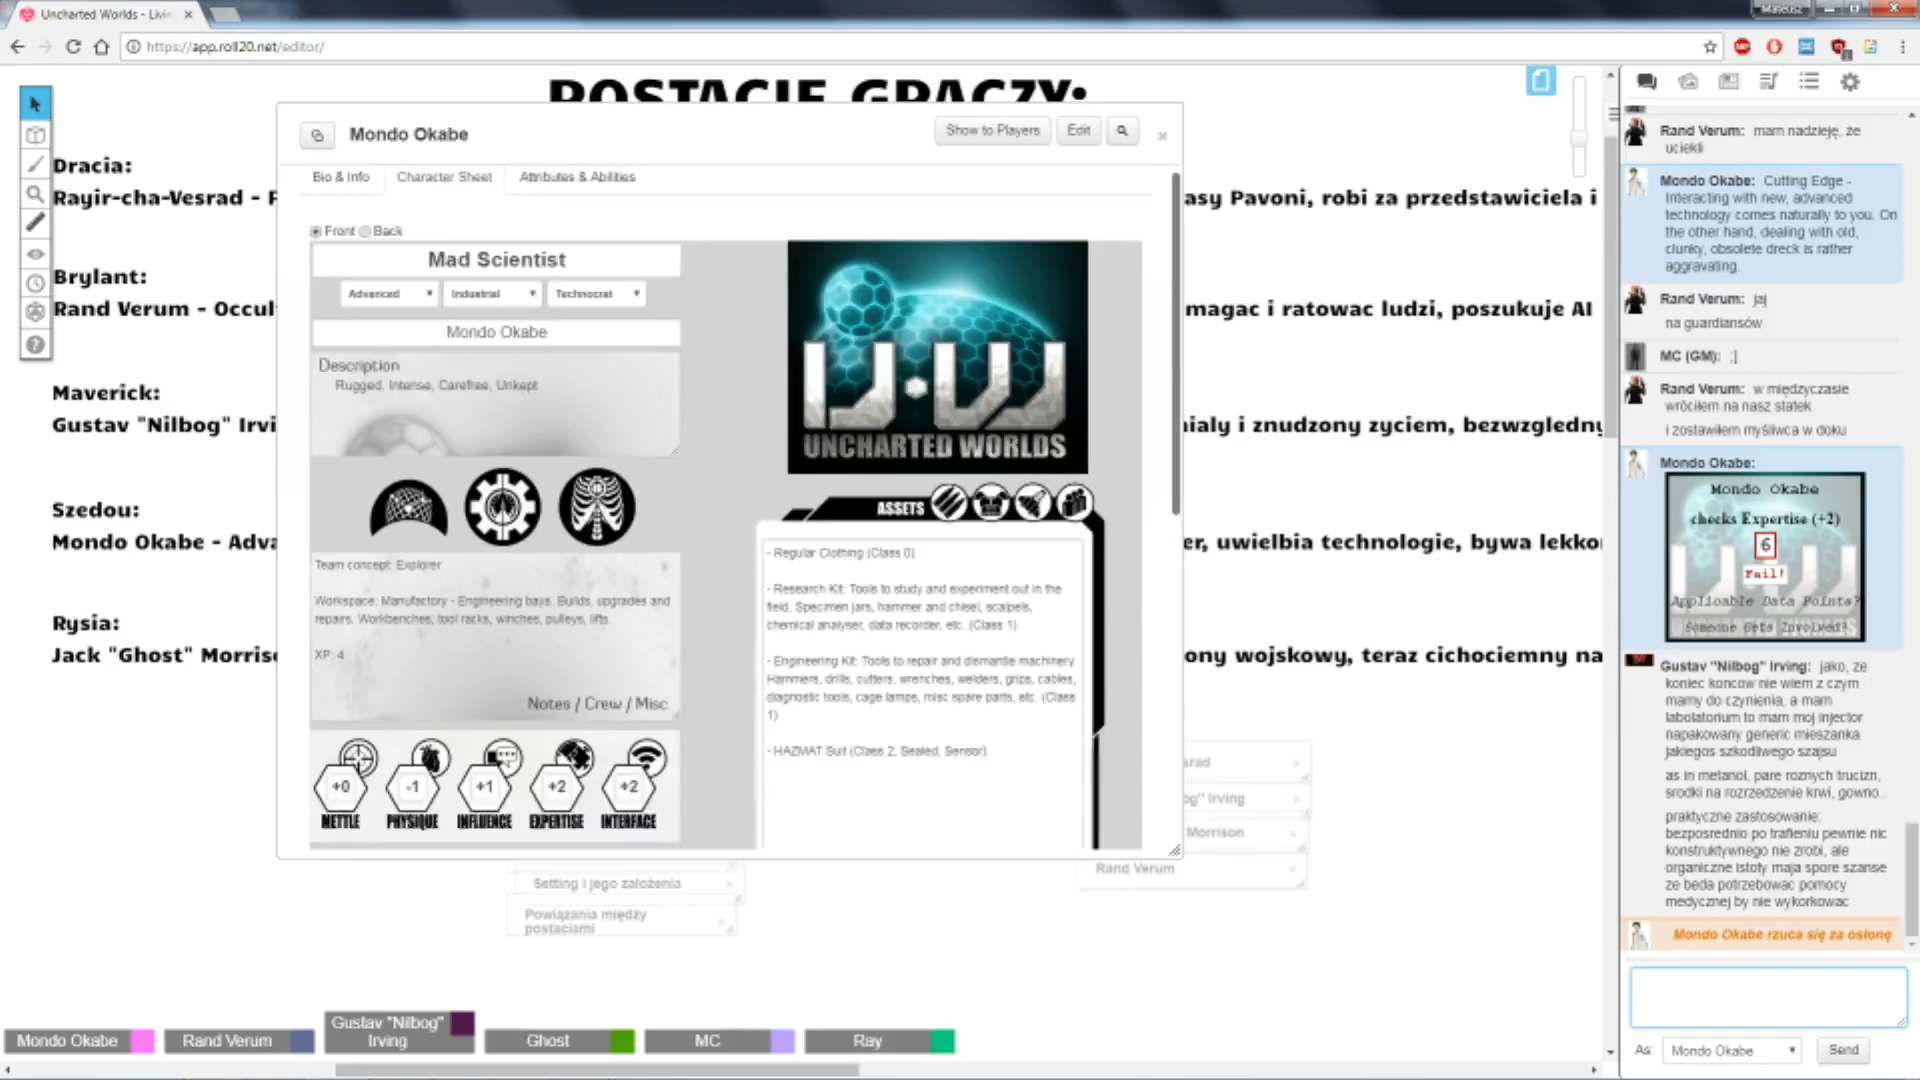 Uncharted Worlds - Livin
Mateusz
https://app.roll20.net/editor/
POSTACIE GRACZY:
Dracia:
Rayir-cha-Vesrad -
asy Pavoni, robi za przedstawiciela i
Brylant:
Rand Verum - Occul
magac i ratowac ludzi, poszukuje AI
Maverick:
Gustav "Nilbog" Irvi
ialy i znudzony zyciem, bezwzgledny
Szedou:
Mondo Okabe - Adva
er, uwielbia technologie, bywa lekko
Rysia:
Jack "Ghost" Morriso
ony wojskowy, teraz cichociemny na
Mondo Okabe
Show to Players
Edit
Bio & Info
Character Sheet
Attributes & Abilities
Front
Back
Mad Scientist
Advanced
Industrial
Technocrat
Mondo Okabe
Description
Rugged, Intense, Carefree, Unkept
Team concept: Explorer
Workspace: Manufactory - Engineering bays. Builds, upgrades and
repairs. Workbenches, tool racks, winches, pulleys, lifts.
XP: 4
Notes / Crew / Misc.
+0
-1
+1
+2
+2
METTLE
PHYSIQUE
INFLUENCE
EXPERTISE
INTERFACE
U·W
UNCHARTED WORLDS
ASSETS
- Regular Clothing (Class 0)
- Research Kit: Tools to study and experiment out in the
field. Specimen jars, hammer and chisel, scalpels,
chemical analyser, data recorder, etc. (Class 1)
- Engineering Kit: Tools to repair and dismantle machinery
Hammers, drills, cutters, wrenches, welders, grips, cables,
diagnostic tools, cage lamps, misc spare parts, etc. (Class
1)
- HAZMAT Suit (Class 2, Sealed, Sensor)
Setting i jego założenia
Powiązania między
postaciami
rad
og" Irving
Morrison
Rand Verum
Rand Verum: mam nadzieję, że
uciekli
Mondo Okabe: Cutting Edge -
Interacting with new, advanced
technology comes naturally to you. On
the other hand, dealing with old,
clunky, obsolete dreck is rather
aggravating.
Rand Verum: jaj
na guardiansów
MC (GM): ;]
Rand Verum: w międzyczasie
wróciłem na nasz statek
i zostawiłem myśliwca w doku
Mondo Okabe:
Mondo Okabe
checks Expertise (+2)
6
Fail!
Applicable Data Points?
Someone Gets Involved?
Gustav "Nilbog" Irving: jako, ze
koniec koncow nie wiem z czym
mamy do czynienia, a mam
labolatorium to mam moj injector
napakowany generic mieszanka
jakiegos szkodliwego szajsu
as in metanol, pare roznych trucizn,
srodki na rozrzedzenie krwi, gowno...
praktyczne zastosowanie:
bezposrednio po trafieniu pewnie nic
konstruktywnego nie zrobi, ale
organiczne istoty maja spore szanse
ze beda potrzebowac pomocy
medycznej by nie wykorkowac
Mondo Okabe rzuca się za osłonę
As:
Mondo Okabe
Send
Mondo Okabe
Rand Verum
Gustav "Nilbog"
Irving
Ghost
MC
Ray